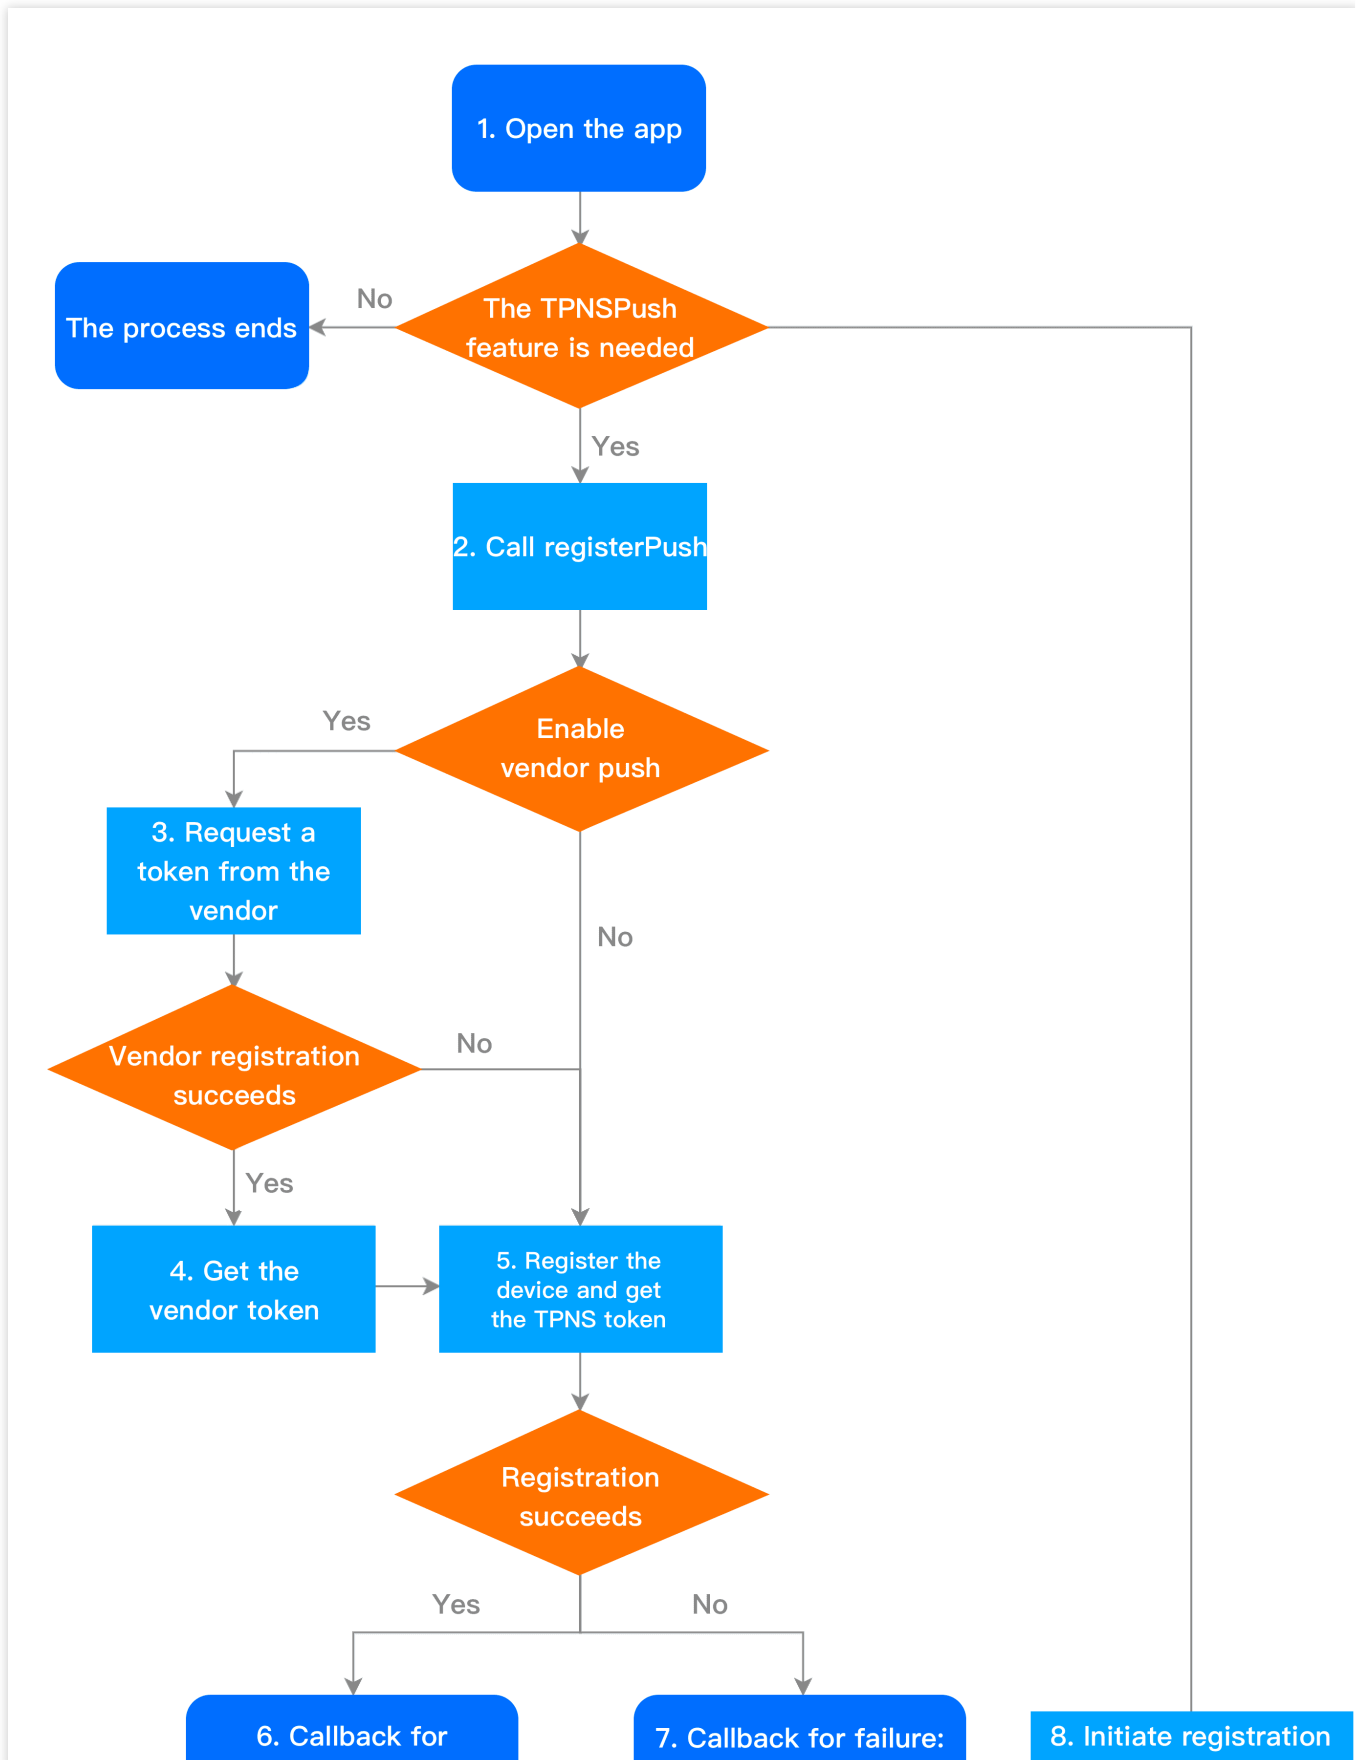 1. Open the app
The TPNSPush
feature is needed
No
The process ends
Yes
2. Call registerPush
Enable
vendor push
Yes
3. Request a
token from the
vendor
No
Vendor registration
succeeds
No
Yes
4. Get the
vendor token
5. Register the
device and get
the TPNS token
Registration
succeeds
Yes
No
6. Callback for
7. Callback for failure:
8. Initiate registration